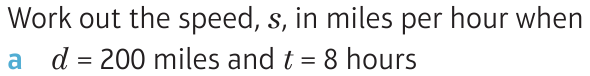 Work out the speed, s, in miles per hour when
a d = 200 miles and t = 8 hours